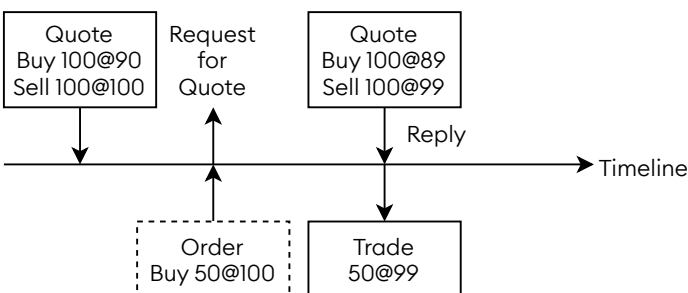 Quote
Buy 100@90
Sell 100@100
Request
for
Quote
Quote
Buy 100@89
Sell 100@99
Reply
Timeline
Order
Buy 50@100
Trade
50@99